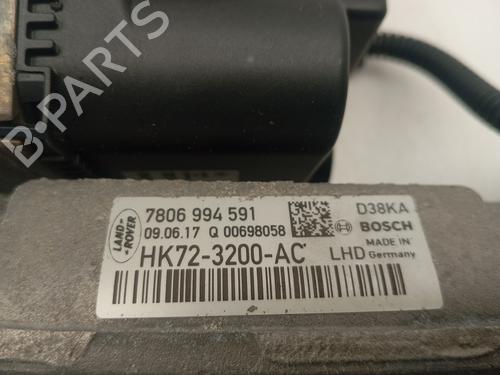 B-PARTS
LAND
ROVER
7806 994 591
D38KA
09.06.17 Q 00698058
BOSCH
HK72-3200-AC
LHD
MADE IN
Germany